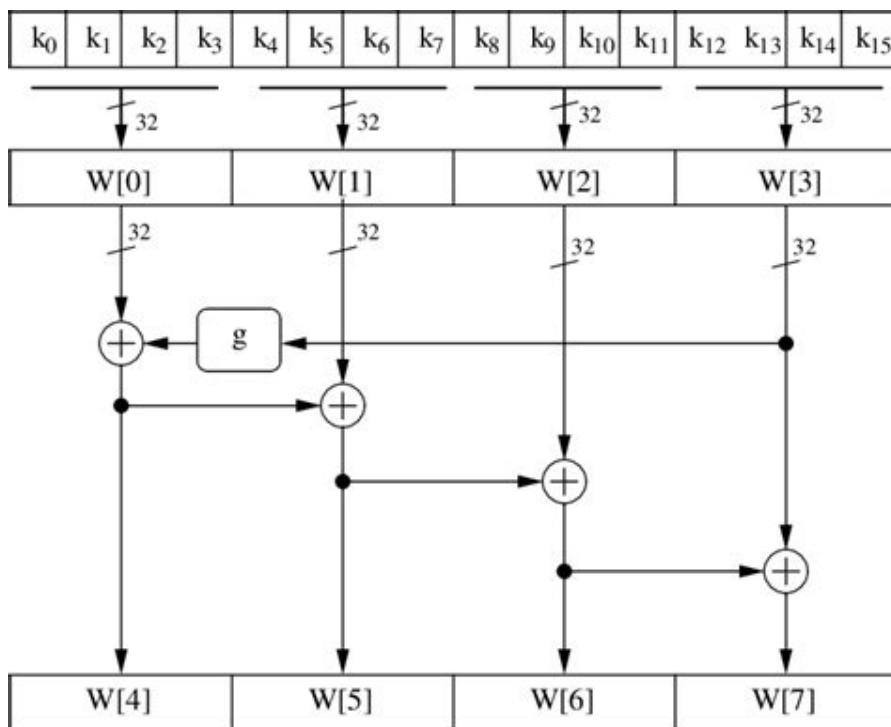 k₀ k₁ k₂ k₃ k₄ k₅ k₆ k₇ k₈ k₉ k₁₀ k₁₁ k₁₂ k₁₃ k₁₄ k₁₅
32 32 32 32
W[0] W[1] W[2] W[3]
32 32 32 32
g
W[4] W[5] W[6] W[7]